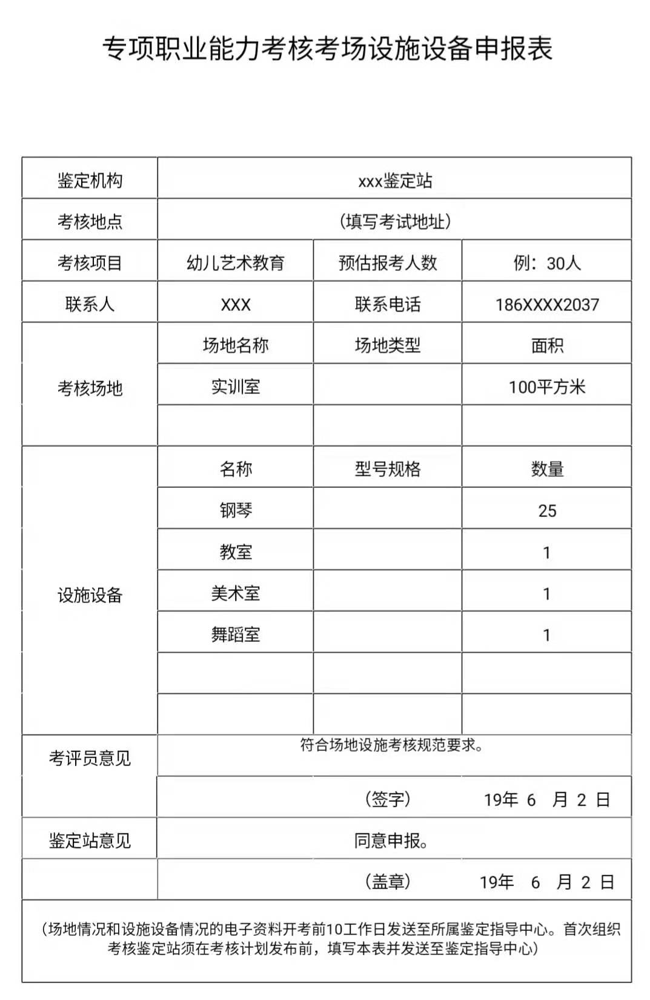 专项职业能力考核考场设施设备申报表
鉴定机构 xxx鉴定站
考核地点 （填写考试地址）
考核项目 幼儿艺术教育 预估报考人数 例：30人
联系人 XXX 联系电话 186XXXX2037
考核场地 场地名称 场地类型 面积
实训室 100平方米
设施设备 名称 型号规格 数量
钢琴 25
教室 1
美术室 1
舞蹈室 1
考评员意见 符合场地设施考核规范要求。
（签字） 19年 6 月 2 日
鉴定站意见 同意申报。
（盖章） 19年 6 月 2 日
（场地情况和设施设备情况的电子资料开考前10工作日发送至所属鉴定指导中心。首次组织
考核鉴定站须在考核计划发布前，填写本表并发送至鉴定指导中心）